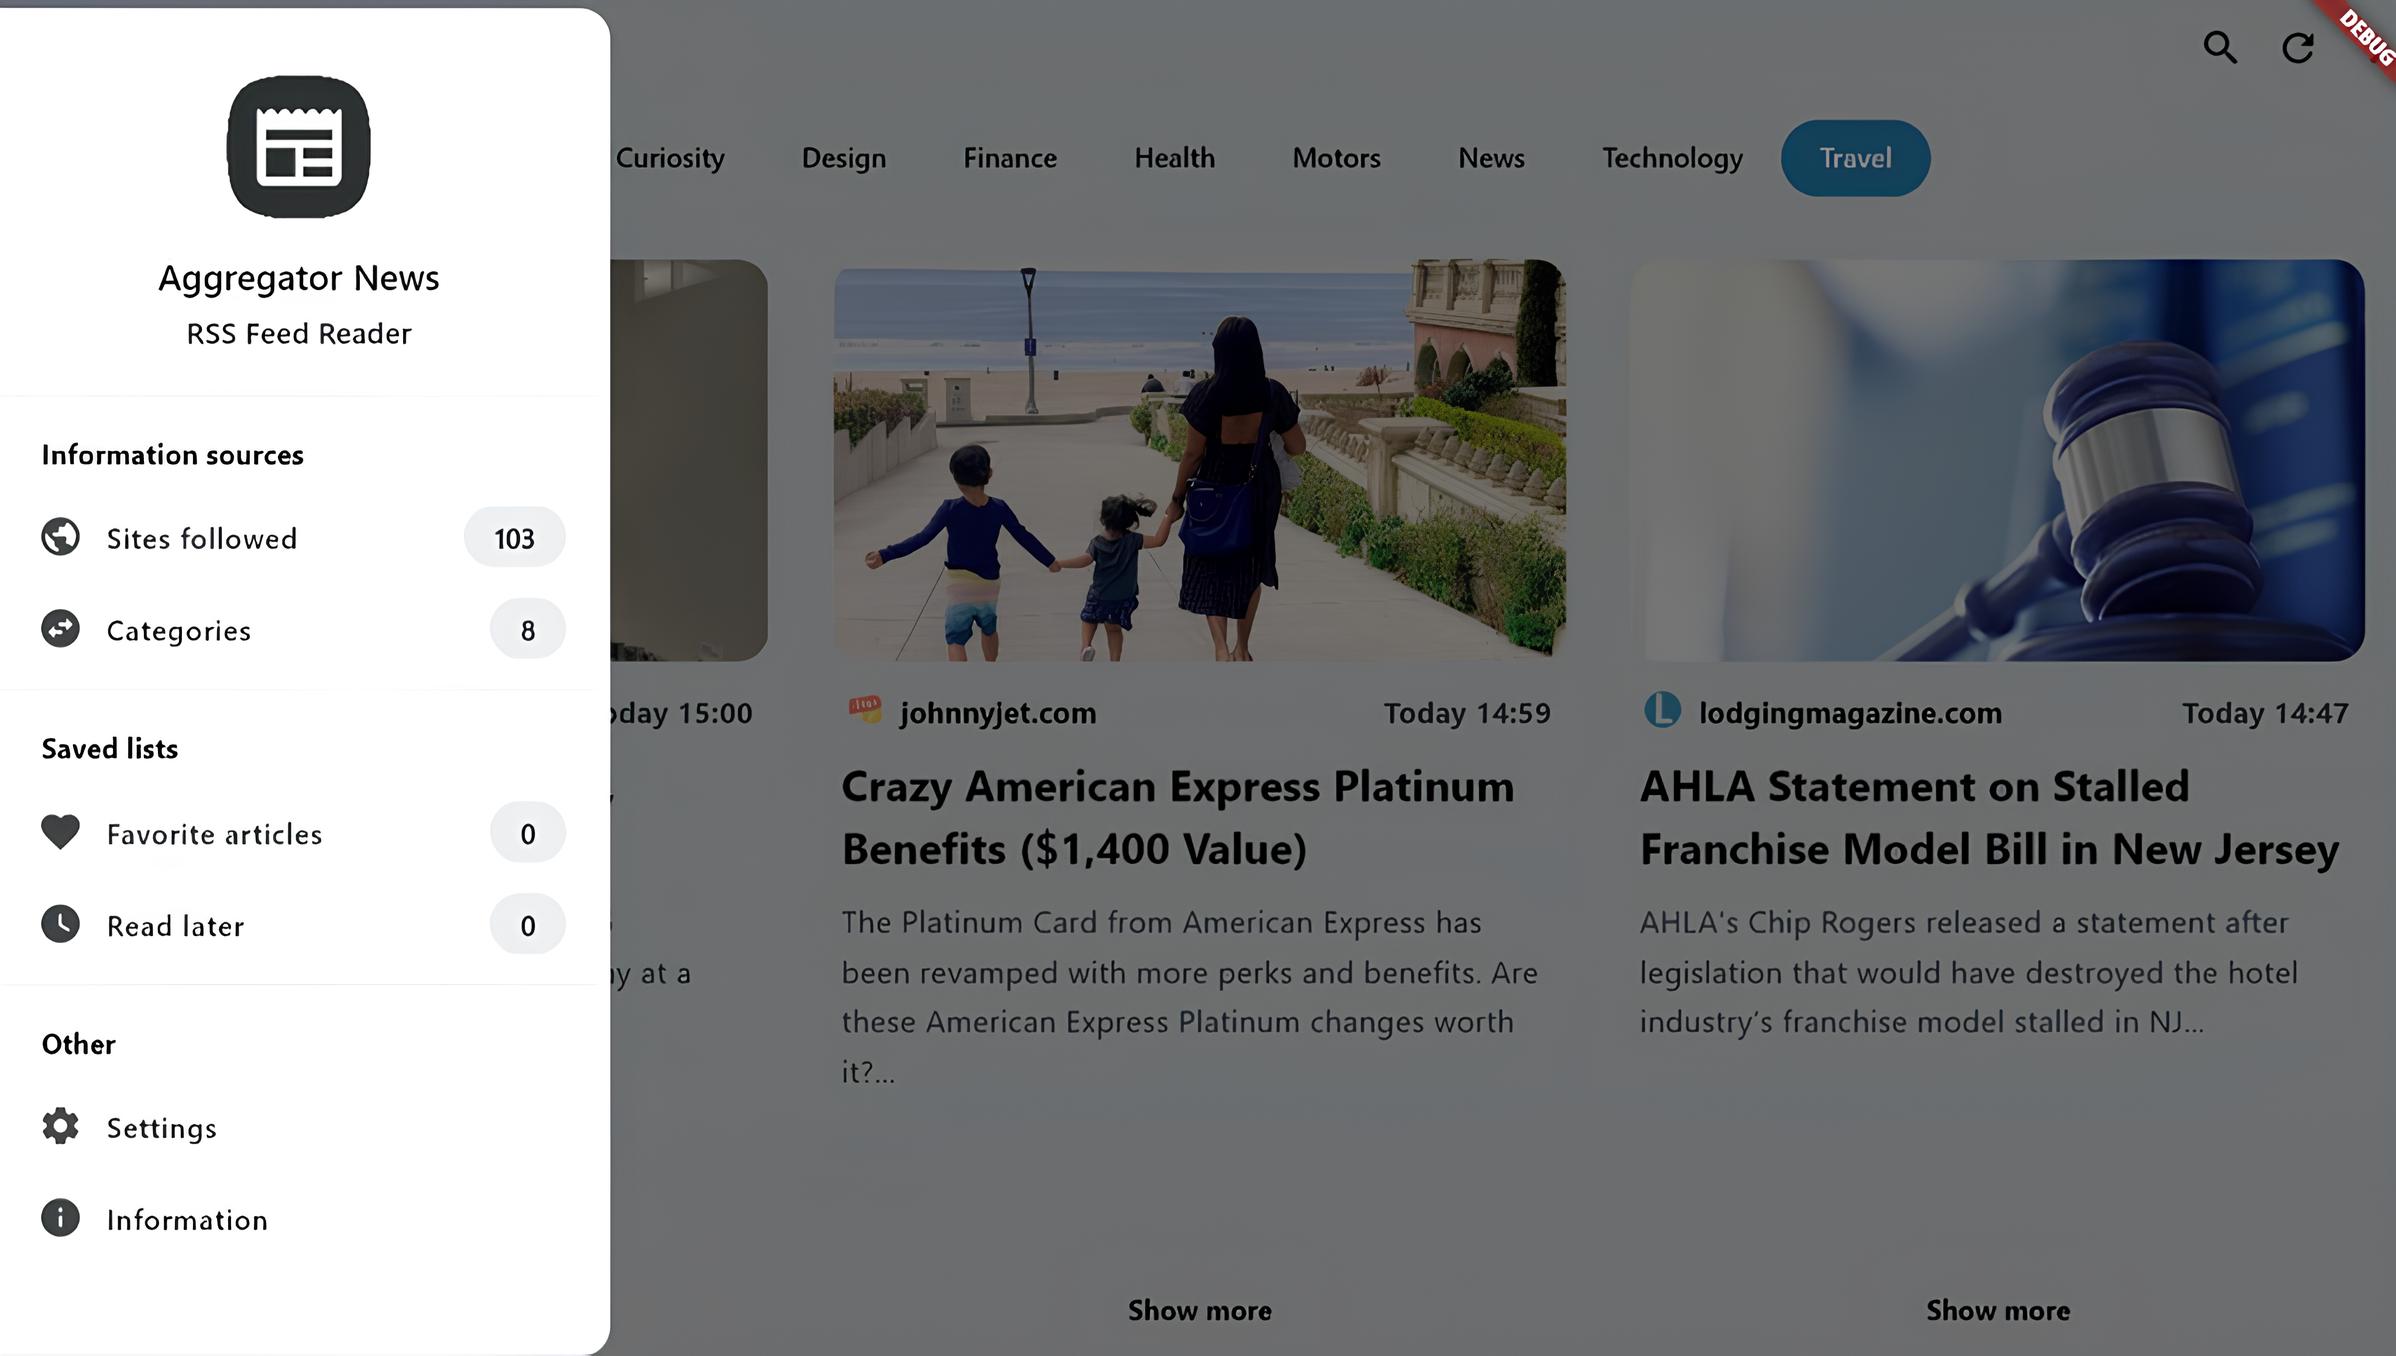 DEBUG
Aggregator News
RSS Feed Reader
Information sources
Sites followed 103
Categories 8
Saved lists
Favorite articles 0
Read later 0
Other
Settings
Information
Curiosity Design Finance Health Motors News Technology Travel
15:00
y at a
johnnyjet.com Today 14:59
Crazy American Express Platinum
Benefits ($1,400 Value)
The Platinum Card from American Express has
been revamped with more perks and benefits. Are
these American Express Platinum changes worth
it?...
Show more
lodgingmagazine.com Today 14:47
AHLA Statement on Stalled
Franchise Model Bill in New Jersey
AHLA's Chip Rogers released a statement after
legislation that would have destroyed the hotel
industry's franchise model stalled in NJ...
Show more